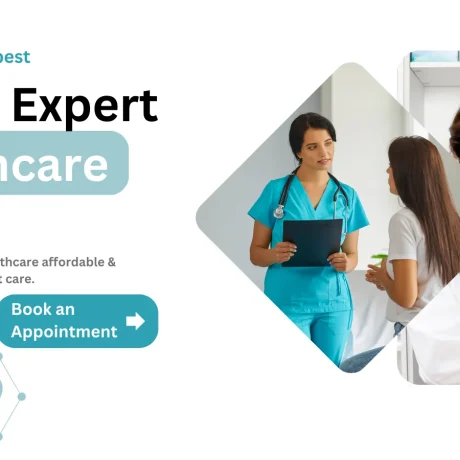 best
Expert
ncare
thcare affordable &
t care.
Book an
Appointment